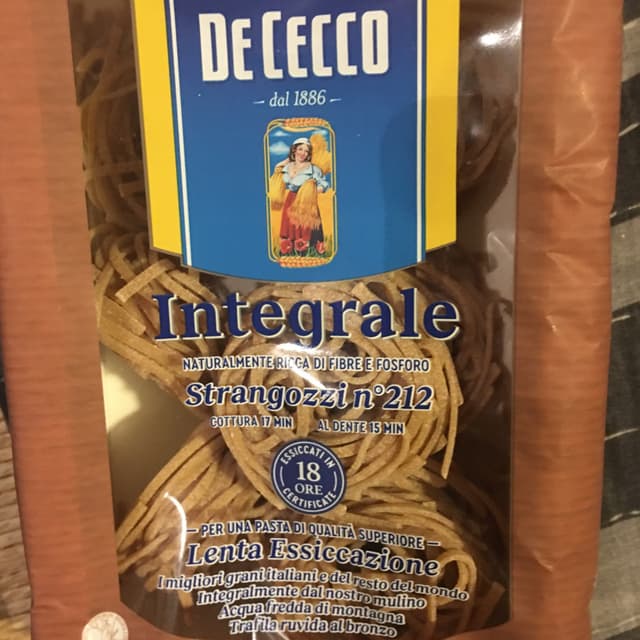 DE CECCO
dal 1886
Integrale
NATURALMENTE RICCA DI FIBRE E FOSFORO
Strangozzi n°212
COTTURA 17 MIN AL DENTE 15 MIN
ESSICCATI IN
18
ORE
CERTIFICATE
PER UNA PASTA DI QUALITÀ SUPERIORE
Lenta Essiccazione
I migliori grani italiani e del resto del mondo
Integralmente dal nostro mulino
Acqua fredda di montagna
Trafila ruvida al bronzo